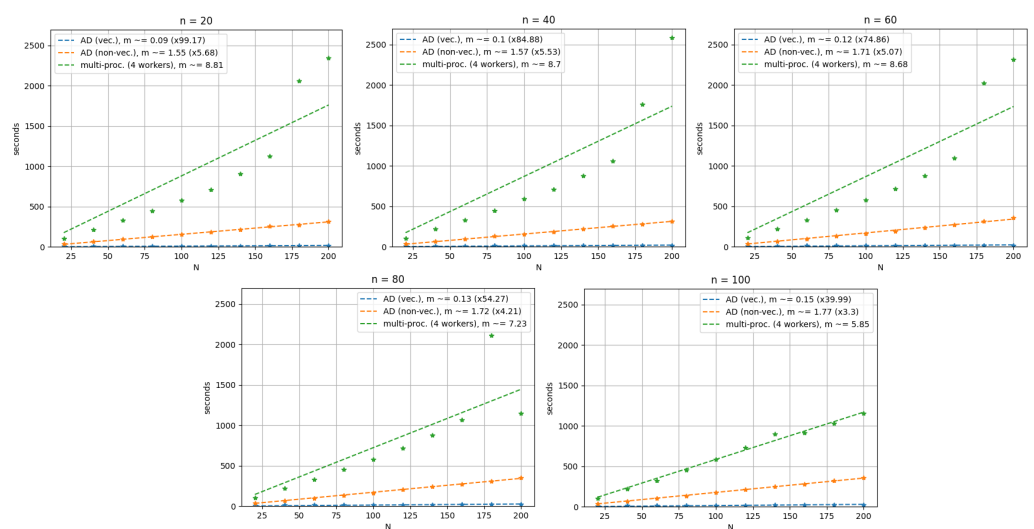 n = 20
AD (vec.), m ~= 0.09 (x99.17)
AD (non-vec.), m ~= 1.55 (x5.68)
multi-proc. (4 workers), m ~= 8.81
2500
2000
1500
1000
500
0
seconds
25 50 75 100 125 150 175 200
N
n = 40
AD (vec.), m ~= 0.1 (x84.88)
AD (non-vec.), m ~= 1.57 (x5.53)
multi-proc. (4 workers), m ~= 8.7
2500
2000
1500
1000
500
0
seconds
25 50 75 100 125 150 175 200
N
n = 60
AD (vec.), m ~= 0.12 (x74.86)
AD (non-vec.), m ~= 1.71 (x5.07)
multi-proc. (4 workers), m ~= 8.68
2500
2000
1500
1000
500
0
seconds
25 50 75 100 125 150 175 200
N
n = 80
AD (vec.), m ~= 0.13 (x54.27)
AD (non-vec.), m ~= 1.72 (x4.21)
multi-proc. (4 workers), m ~= 7.23
2500
2000
1500
1000
500
0
seconds
25 50 75 100 125 150 175 200
N
n = 100
AD (vec.), m ~= 0.15 (x39.99)
AD (non-vec.), m ~= 1.77 (x3.3)
multi-proc. (4 workers), m ~= 5.85
2500
2000
1500
1000
500
0
seconds
25 50 75 100 125 150 175 200
N